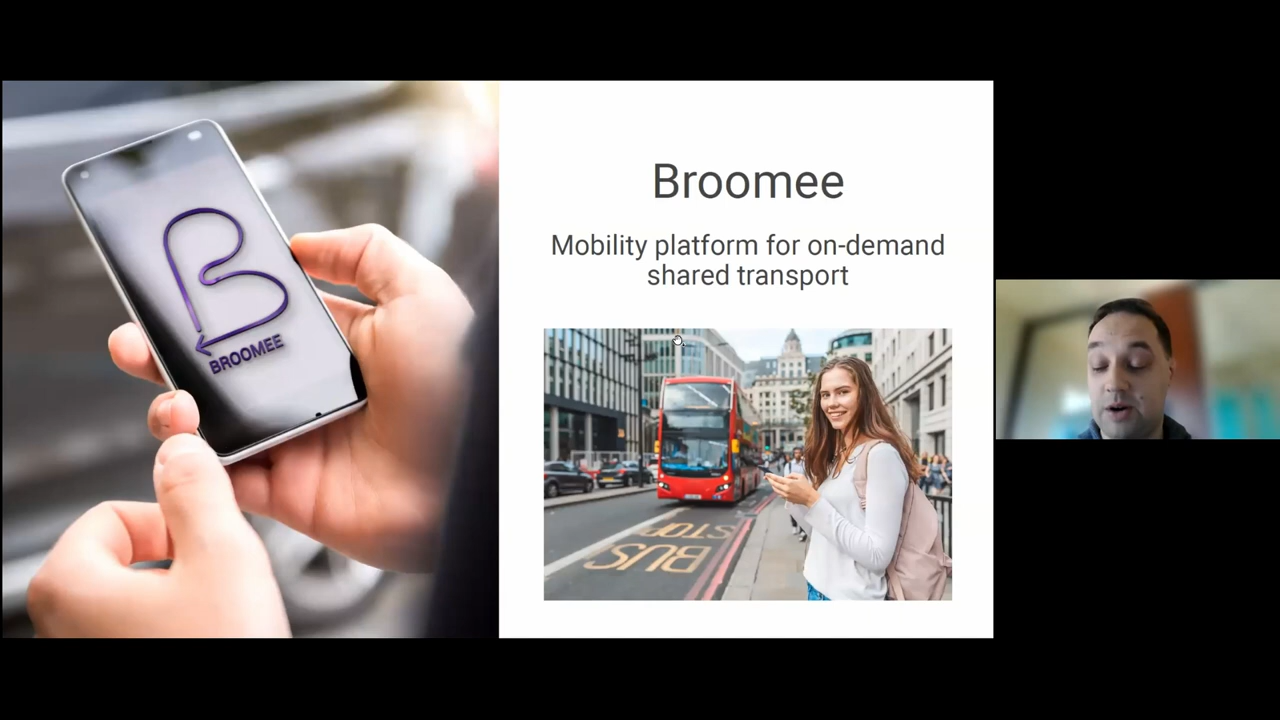 BROOMEE
Broomee
Mobility platform for on-demand
shared transport
BUS
STOP